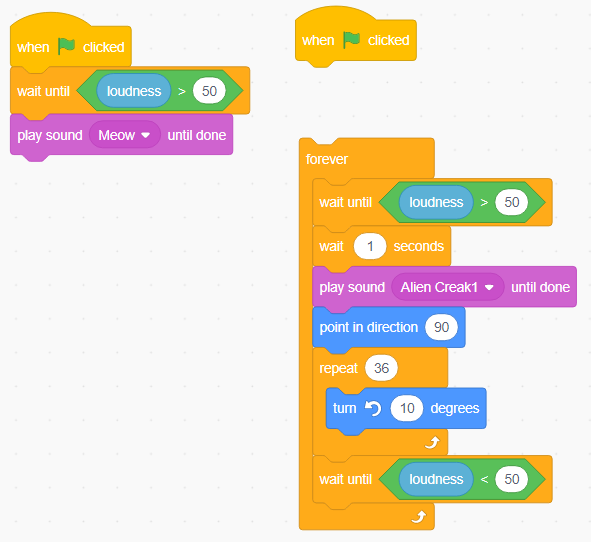 when clicked
wait until loudness > 50
play sound Meow until done
when clicked
forever
wait until loudness > 50
wait 1 seconds
play sound Alien Creak1 until done
point in direction 90
repeat 36
turn 10 degrees
wait until loudness < 50